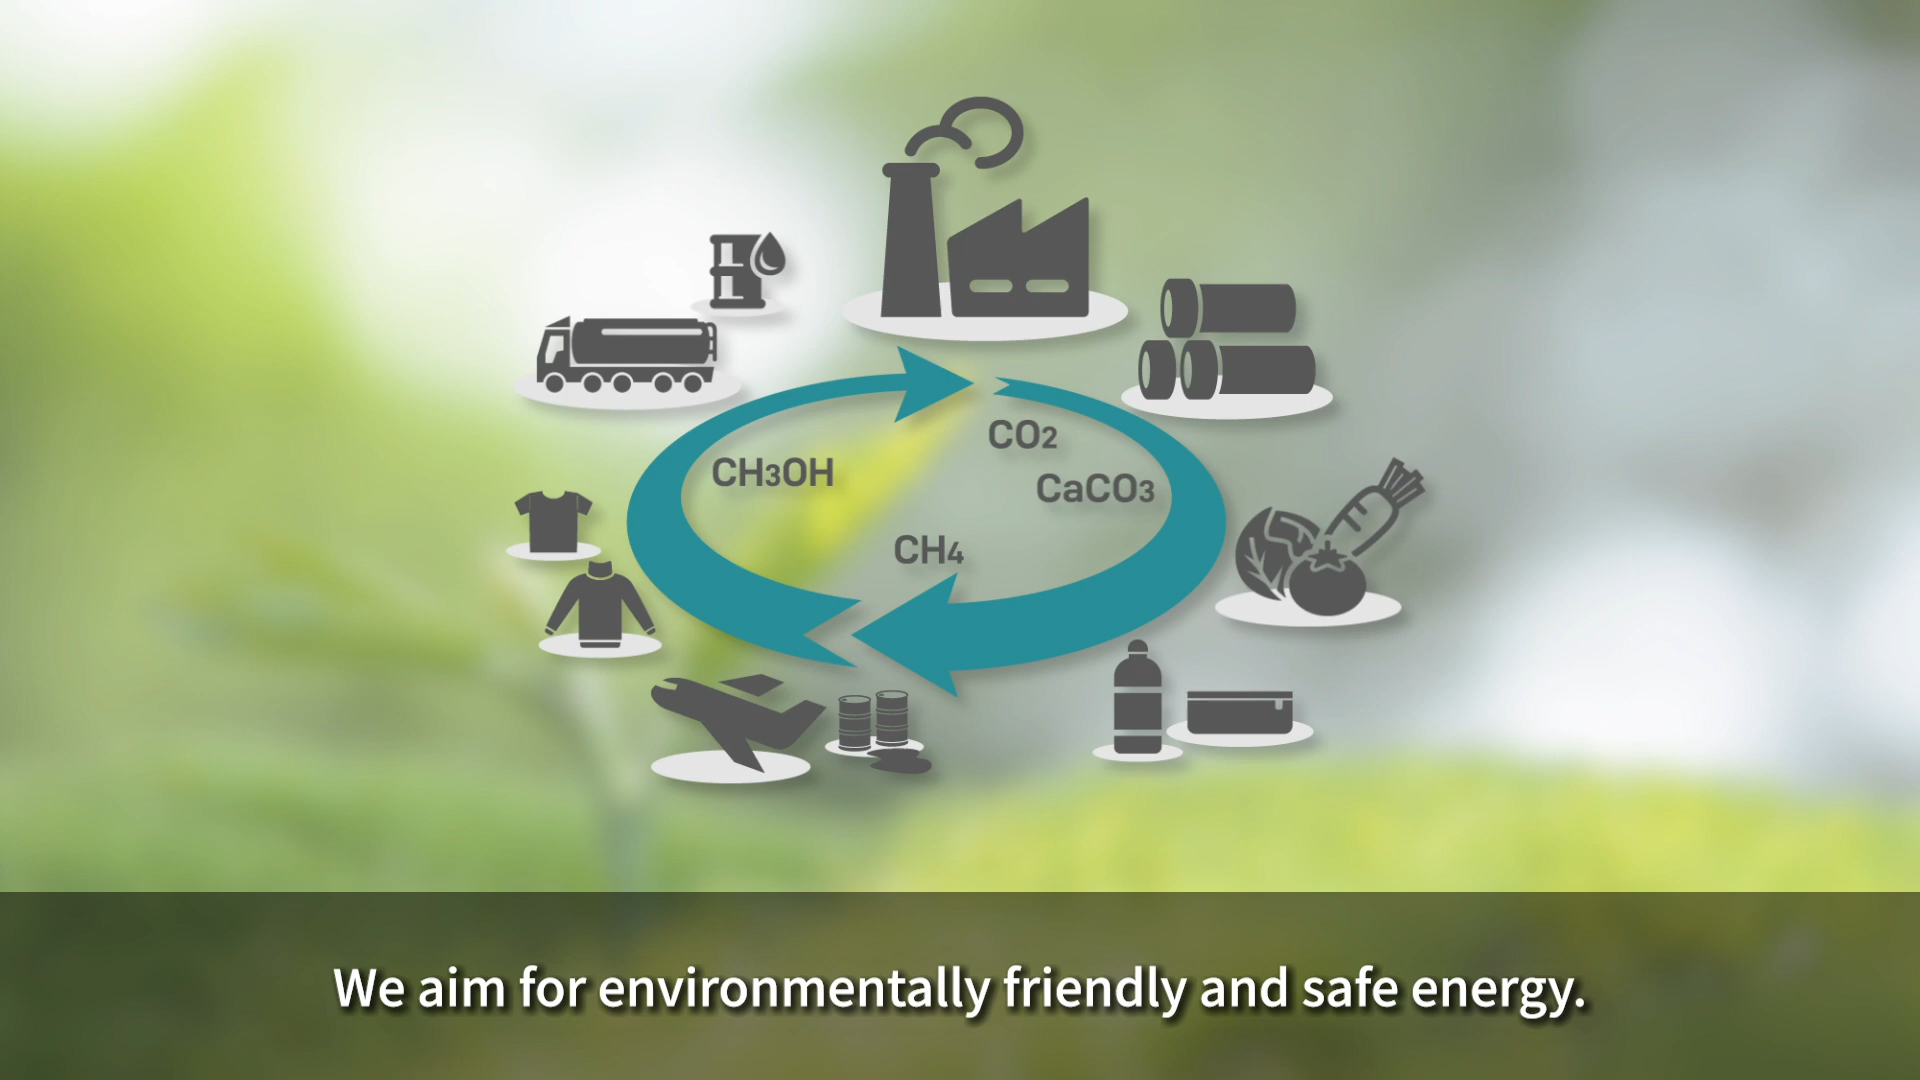 CO2
CH3OH
CaCO3
CH4
We aim for environmentally friendly and safe energy.